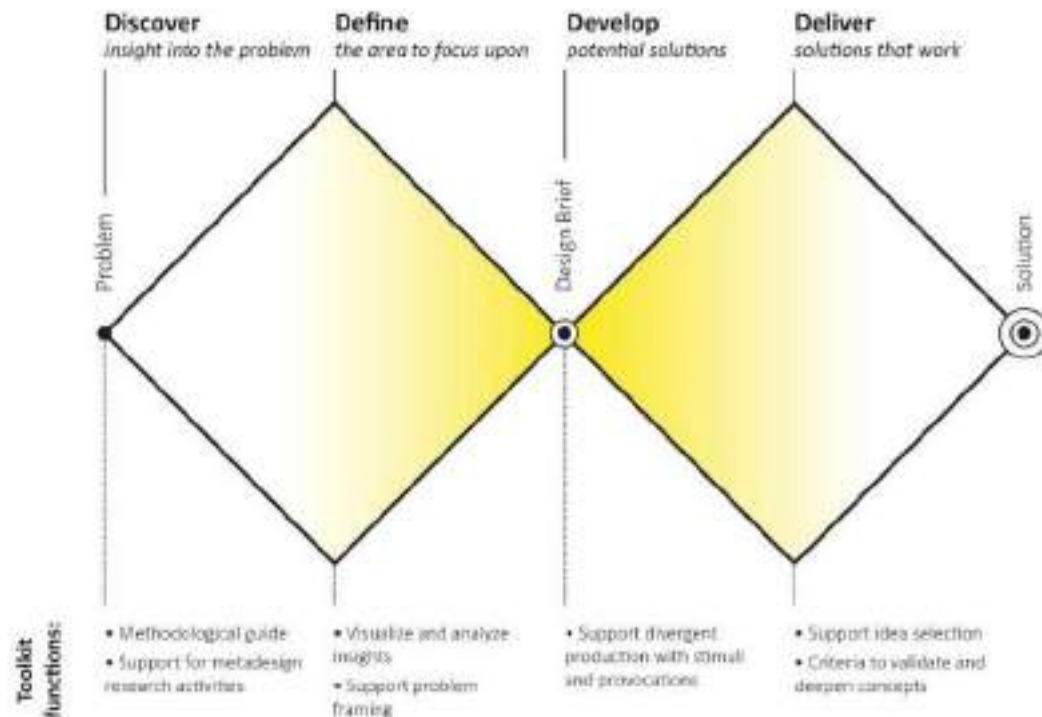 Discover
insight into the problem
Define
the area to focus upon
Develop
potential solutions
Deliver
solutions that work
Problem
Design Brief
Solution
Toolkit
functions:
• Methodological guide
• Support for metadesign
research activities
• Visualize and analyze
insights
• Support problem
framing
• Support divergent
production with stimuli
and provocations
• Support idea selection
• Criteria to validate and
deepen concepts